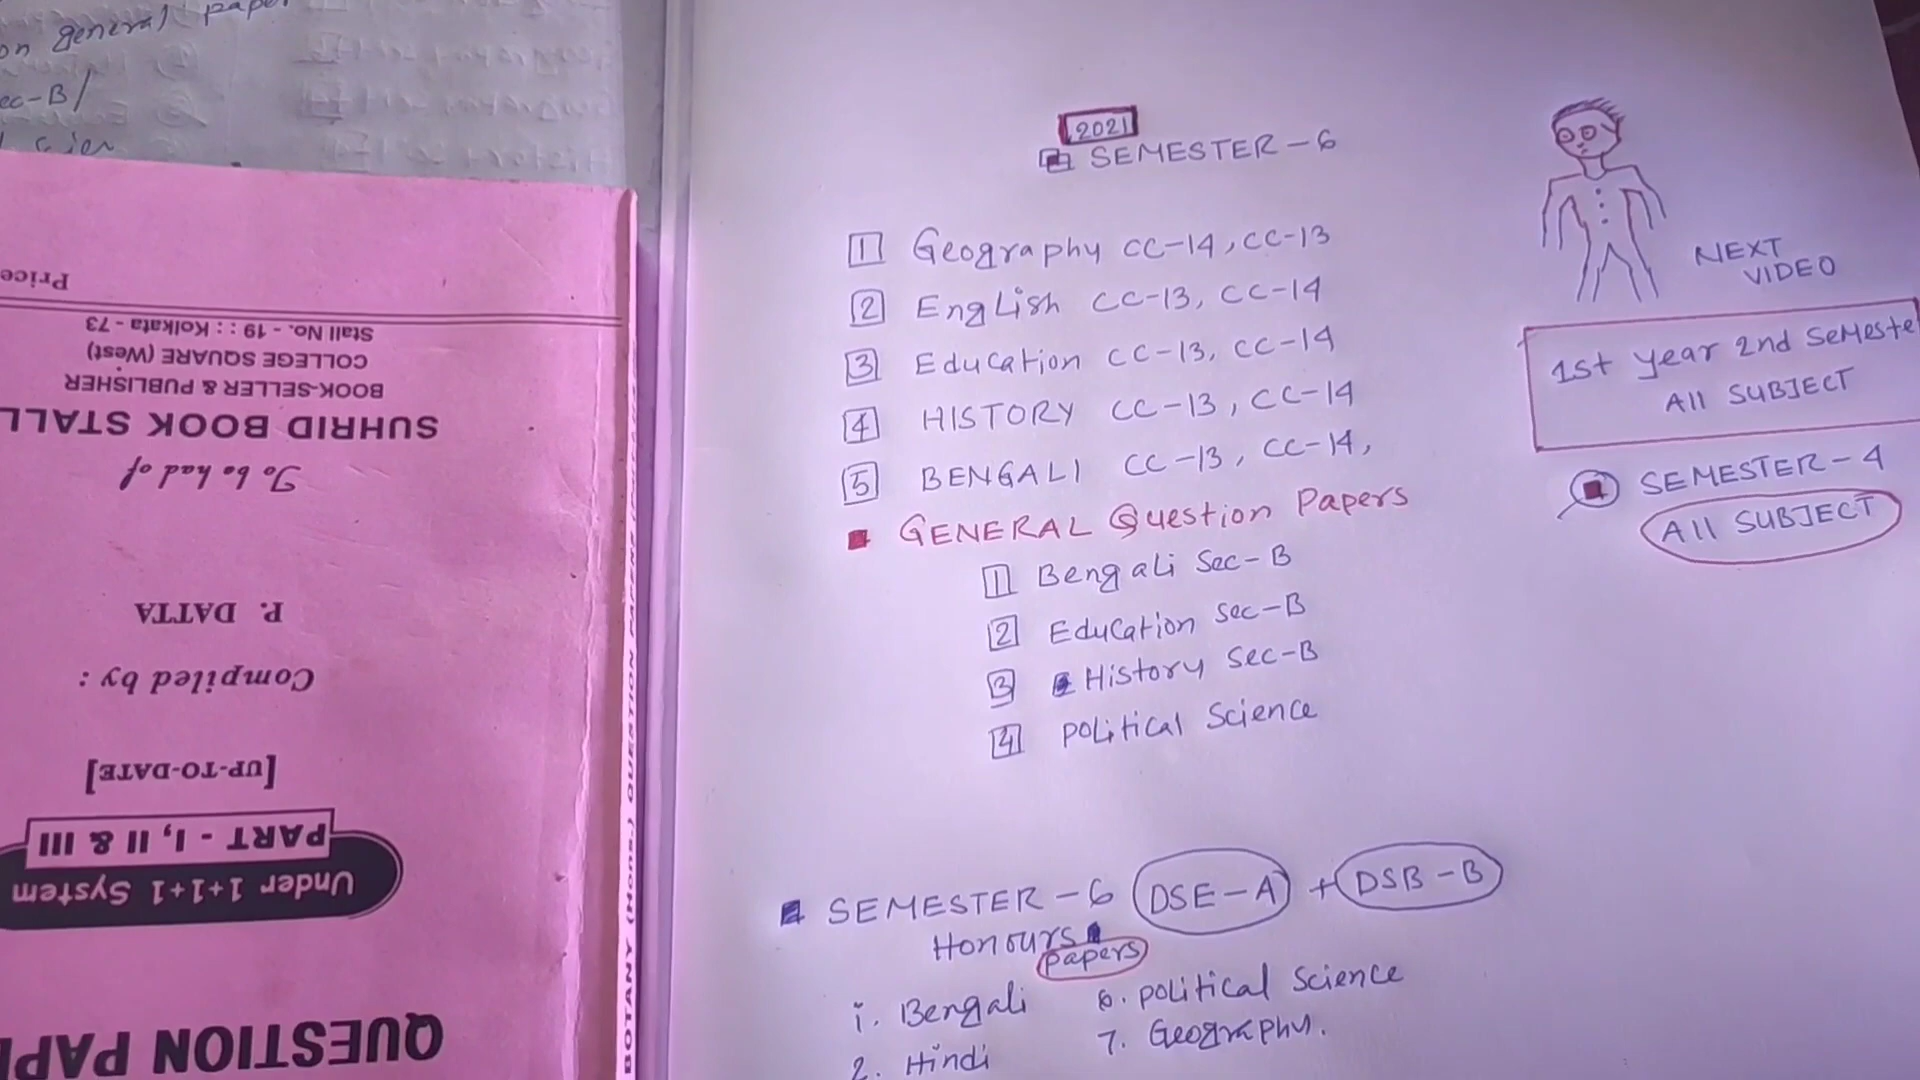 on general paper
ec-B/
2021
SEMESTER - 6
1 Geography CC-14, CC-13
2 English CC-13, CC-14
3 Education CC-13, CC-14
4 HISTORY CC-13, CC-14
5 BENGALI CC-13, CC-14,
GENERAL Question Papers
1 Bengali Sec-B
2 Education Sec-B
3 History Sec-B
4 political Science
SEMESTER - 6 DSE-A + DSB-B
Honours
papers
i. Bengali
2. Hindi
6. political Science
7. Geography.
NEXT
VIDEO
1st year 2nd Semeste
All SUBJECT
SEMESTER - 4
All SUBJECT
QUESTION PAP
Under 1+1+1 System
PART - I, II & III
[UP-TO-DATE]
Compiled by :
P. DATTA
To be had of
SUHRID BOOK STALL
BOOK-SELLER & PUBLISHER
COLLEGE SQUARE (West)
Stall No. - 19 : : Kolkata - 73
Price
BOTANY (Hons.) QUESTION PAPERS